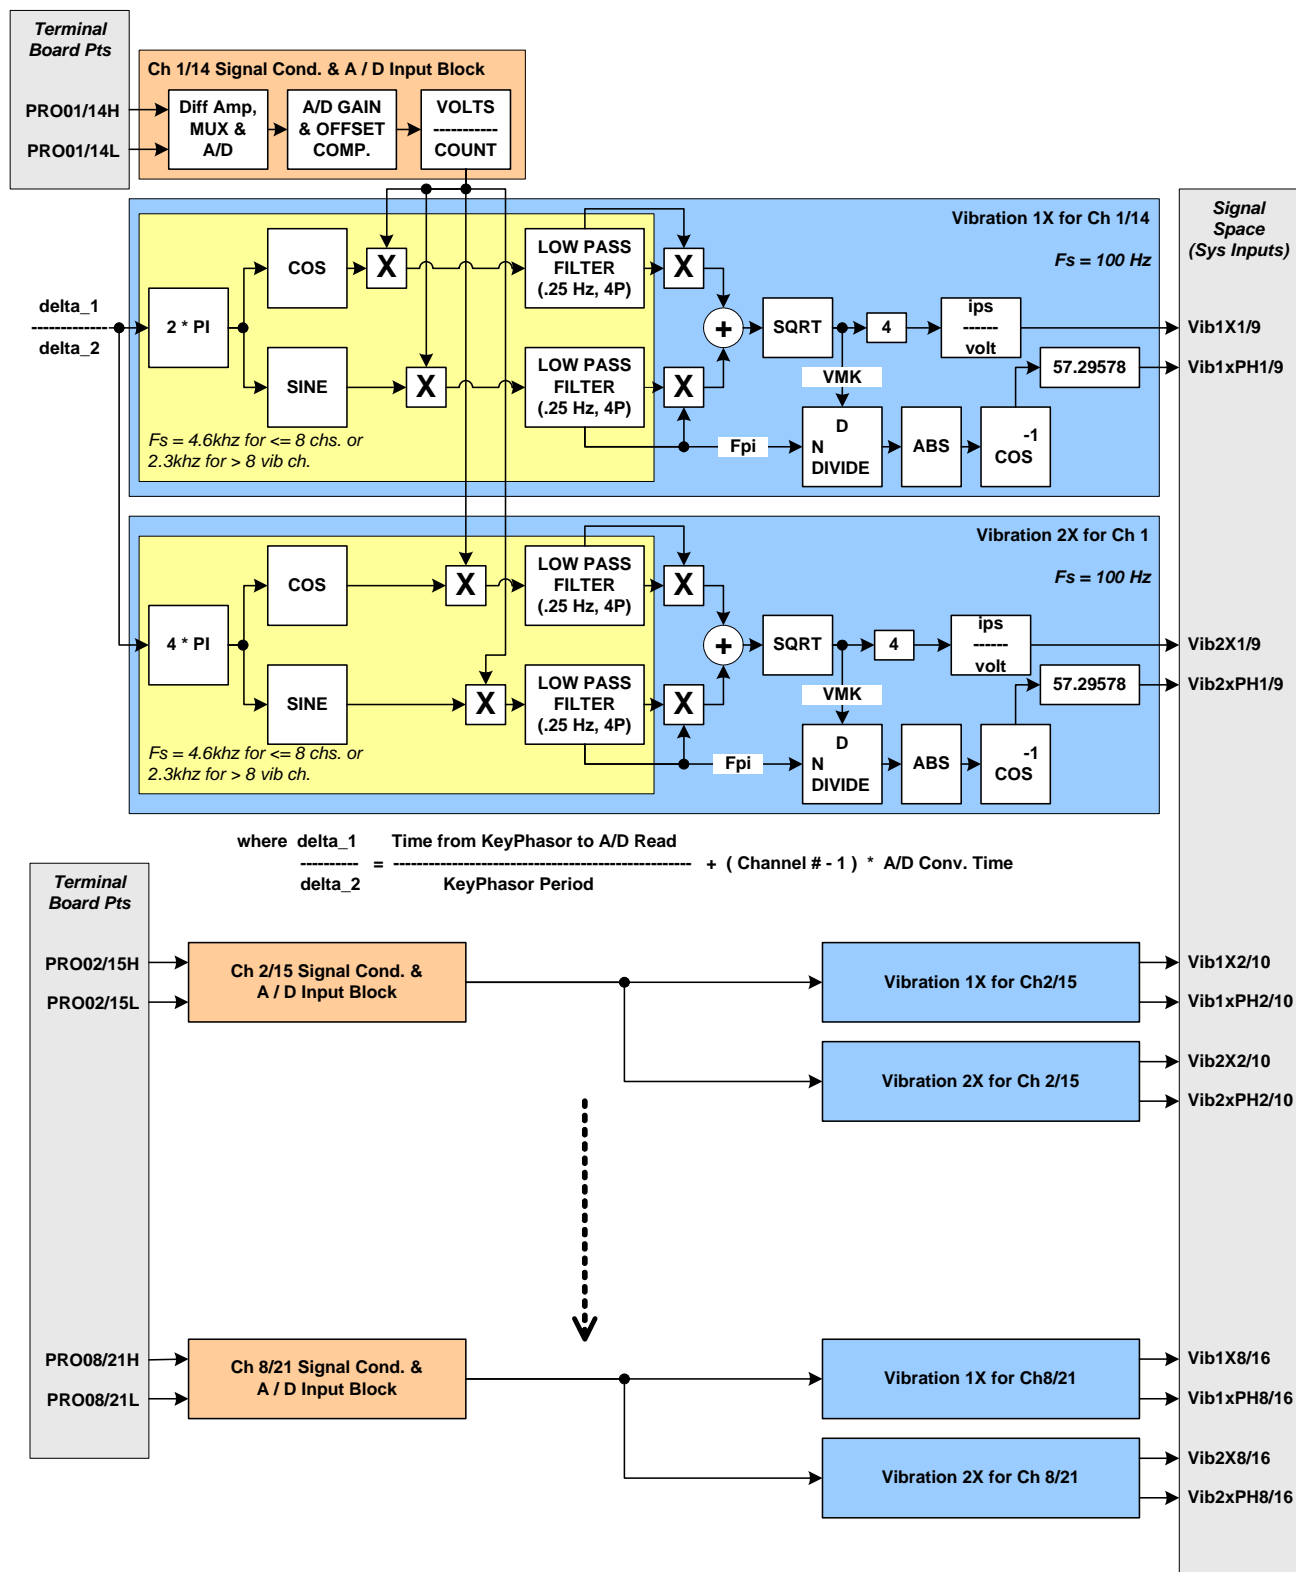 Terminal
Board Pts
PRO01/14H
PRO01/14L
Ch 1/14 Signal Cond. & A / D Input Block
Diff Amp,
MUX &
A/D
A/D GAIN
& OFFSET
COMP.
VOLTS
------------
COUNT
Signal
Space
(Sys Inputs)
Vibration 1X for Ch 1/14
Fs = 100 Hz
delta_1
---------------
delta_2
2 * PI
COS
SINE
X
X
LOW PASS
FILTER
(.25 Hz, 4P)
LOW PASS
FILTER
(.25 Hz, 4P)
X
X
+
SQRT
4
ips
------
volt
VMK
57.29578
Fpi
D
N
DIVIDE
ABS
-1
COS
Fs = 4.6khz for <= 8 chs. or
2.3khz for > 8 vib ch.
Vib1X1/9
Vib1xPH1/9
Vibration 2X for Ch 1
Fs = 100 Hz
4 * PI
COS
SINE
X
X
LOW PASS
FILTER
(.25 Hz, 4P)
LOW PASS
FILTER
(.25 Hz, 4P)
X
X
+
SQRT
4
ips
------
volt
VMK
57.29578
Fpi
D
N
DIVIDE
ABS
-1
COS
Fs = 4.6khz for <= 8 chs. or
2.3khz for > 8 vib ch.
Vib2X1/9
Vib2xPH1/9
where delta_1 Time from KeyPhasor to A/D Read
---------- = --------------------------------------------------- + ( Channel # - 1 ) * A/D Conv. Time
delta_2 KeyPhasor Period
Terminal
Board Pts
PRO02/15H
PRO02/15L
Ch 2/15 Signal Cond. &
A / D Input Block
Vibration 1X for Ch2/15
Vib1X2/10
Vib1xPH2/10
Vibration 2X for Ch 2/15
Vib2X2/10
Vib2xPH2/10
PRO08/21H
PRO08/21L
Ch 8/21 Signal Cond. &
A / D Input Block
Vibration 1X for Ch8/21
Vib1X8/16
Vib1xPH8/16
Vibration 2X for Ch 8/21
Vib2X8/16
Vib2xPH8/16